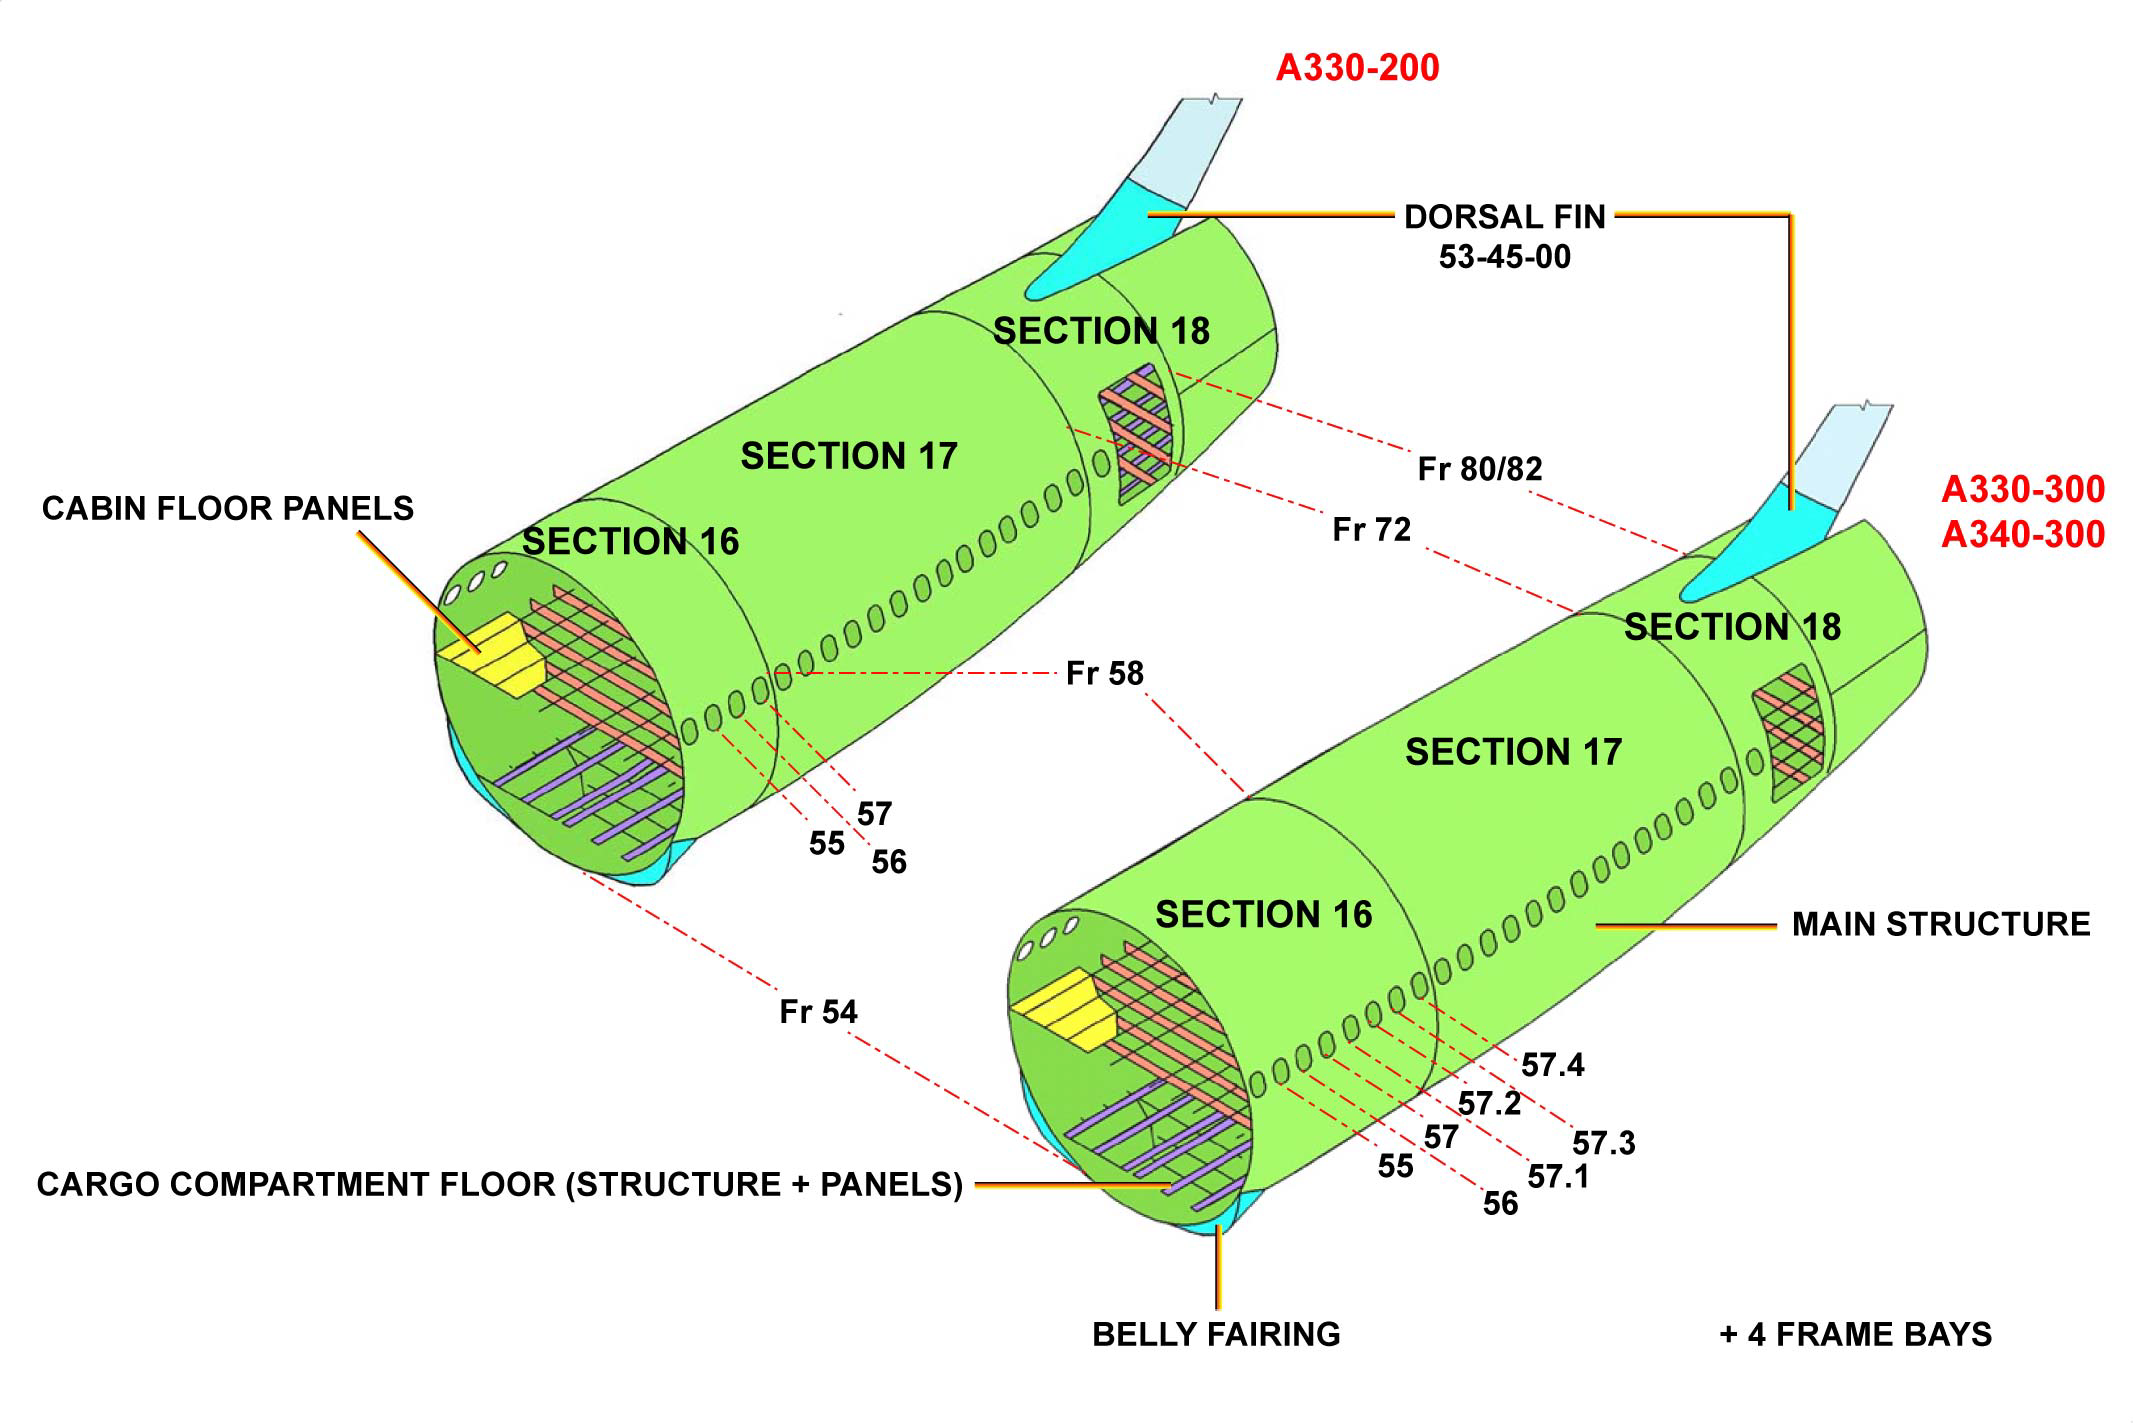 A330-200
DORSAL FIN
53-45-00
SECTION 18
SECTION 17
Fr 80/82
A330-300
A340-300
CABIN FLOOR PANELS
SECTION 16
Fr 72
SECTION 18
Fr 58
SECTION 17
57
55
56
SECTION 16
MAIN STRUCTURE
Fr 54
57.4
57.2
57
57.3
55
57.1
56
CARGO COMPARTMENT FLOOR (STRUCTURE + PANELS)
BELLY FAIRING
+ 4 FRAME BAYS